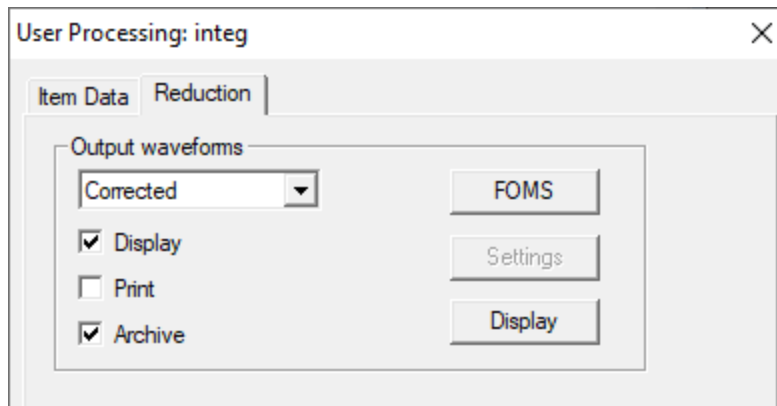 User Processing: integ
Item Data Reduction
Output waveforms
Corrected FOMS
Display
Settings
Print
Display
Archive